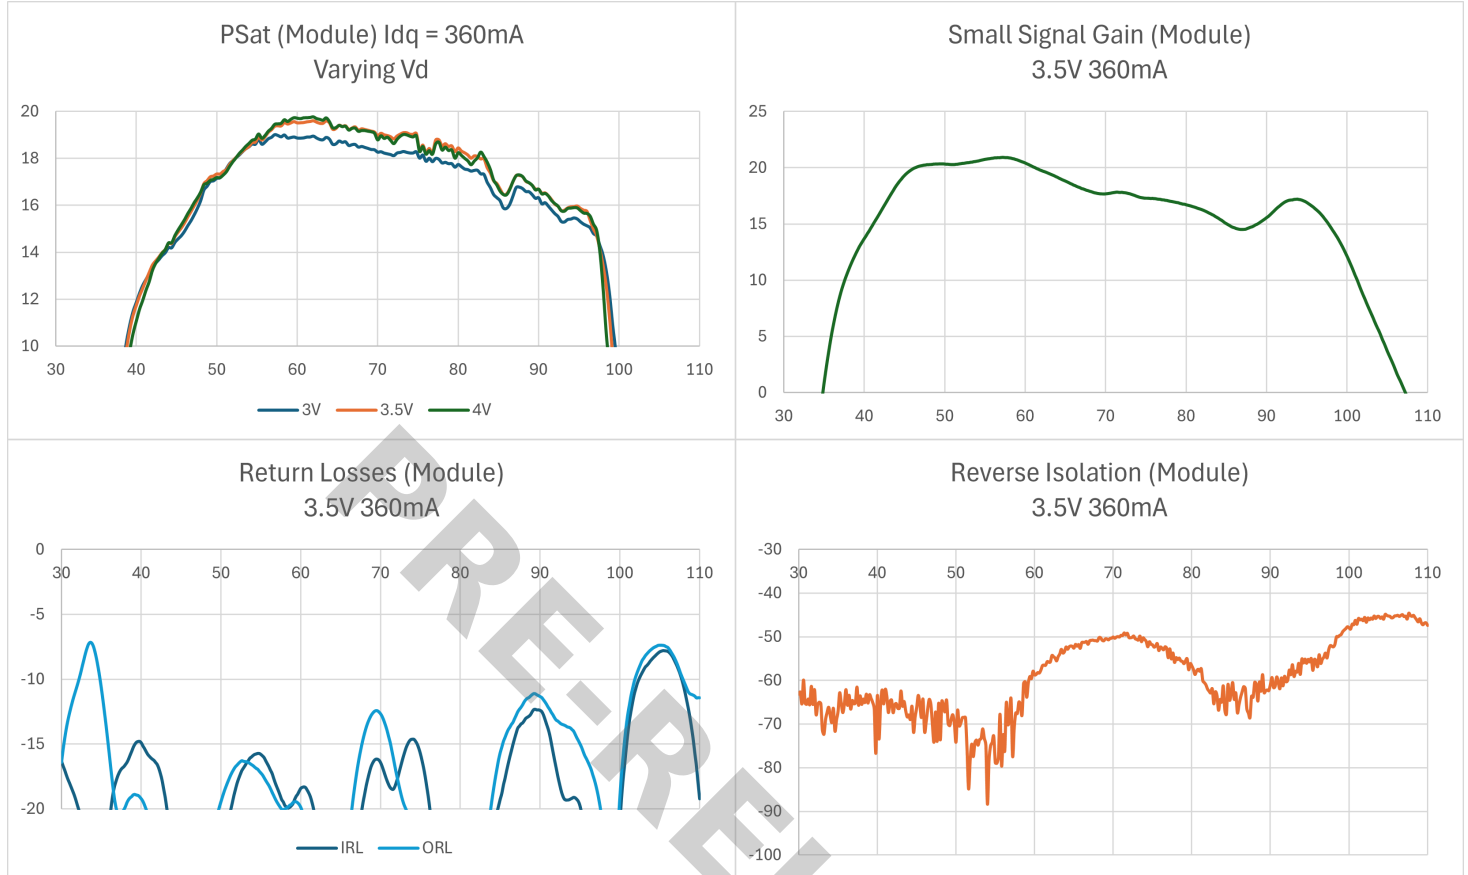 PSat (Module) Idq = 360mA
Varying Vd
20
18
16
14
12
10
30 40 50 60 70 80 90 100 110
3V 3.5V 4V
Small Signal Gain (Module)
3.5V 360mA
25
20
15
10
5
0
30 40 50 60 70 80 90 100 110
Return Losses (Module)
3.5V 360mA
0
30 40 50 60 70 80 90 100 110
-5
-10
-15
-20
IRL ORL
Reverse Isolation (Module)
3.5V 360mA
-30
30 40 50 60 70 80 90 100 110
-40
-50
-60
-70
-80
-90
-100
PRE-RE